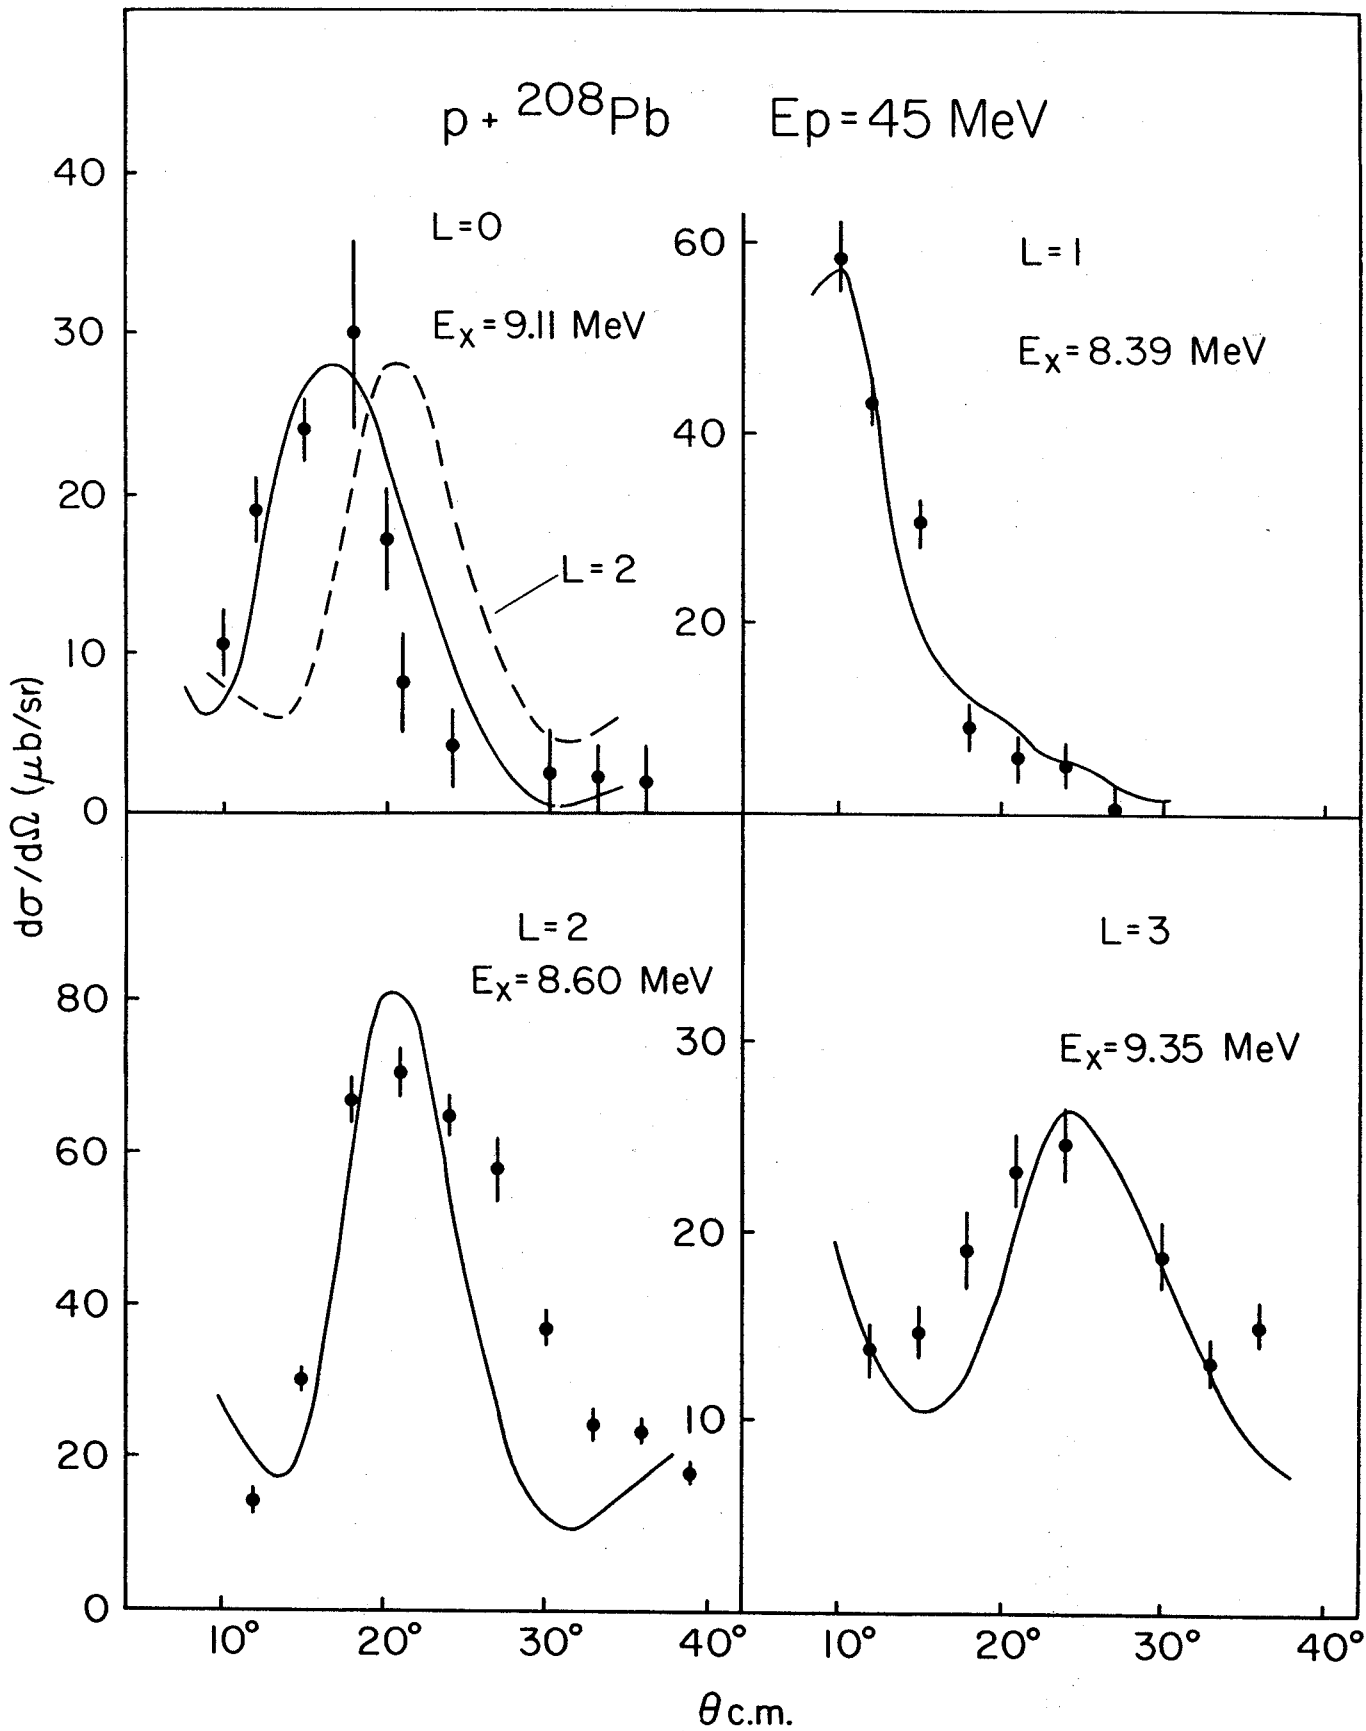 p + ²⁰⁸Pb Ep = 45 MeV
40
30
20
10
0
L=0
Eₓ=9.11 MeV
L=2
60
40
20
L=1
Eₓ=8.39 MeV
dσ/dΩ (μb/sr)
80
60
40
20
0
L=2
Eₓ=8.60 MeV
30
20
10
L=3
Eₓ=9.35 MeV
10° 20° 30° 40° 10° 20° 30° 40°
θ c.m.